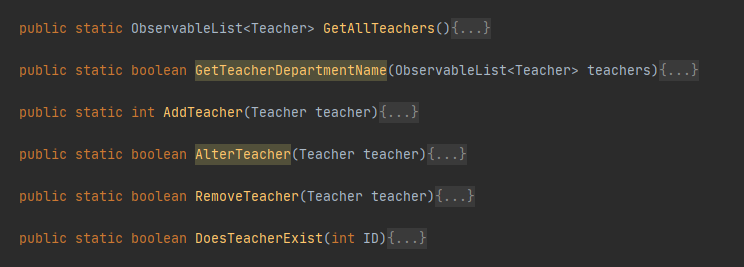 public static ObservableList<Teacher> GetAllTeachers(){...}
public static boolean GetTeacherDepartmentName(ObservableList<Teacher> teachers){...}
public static int AddTeacher(Teacher teacher){...}
public static boolean AlterTeacher(Teacher teacher){...}
public static boolean RemoveTeacher(Teacher teacher){...}
public static boolean DoesTeacherExist(int ID){...}